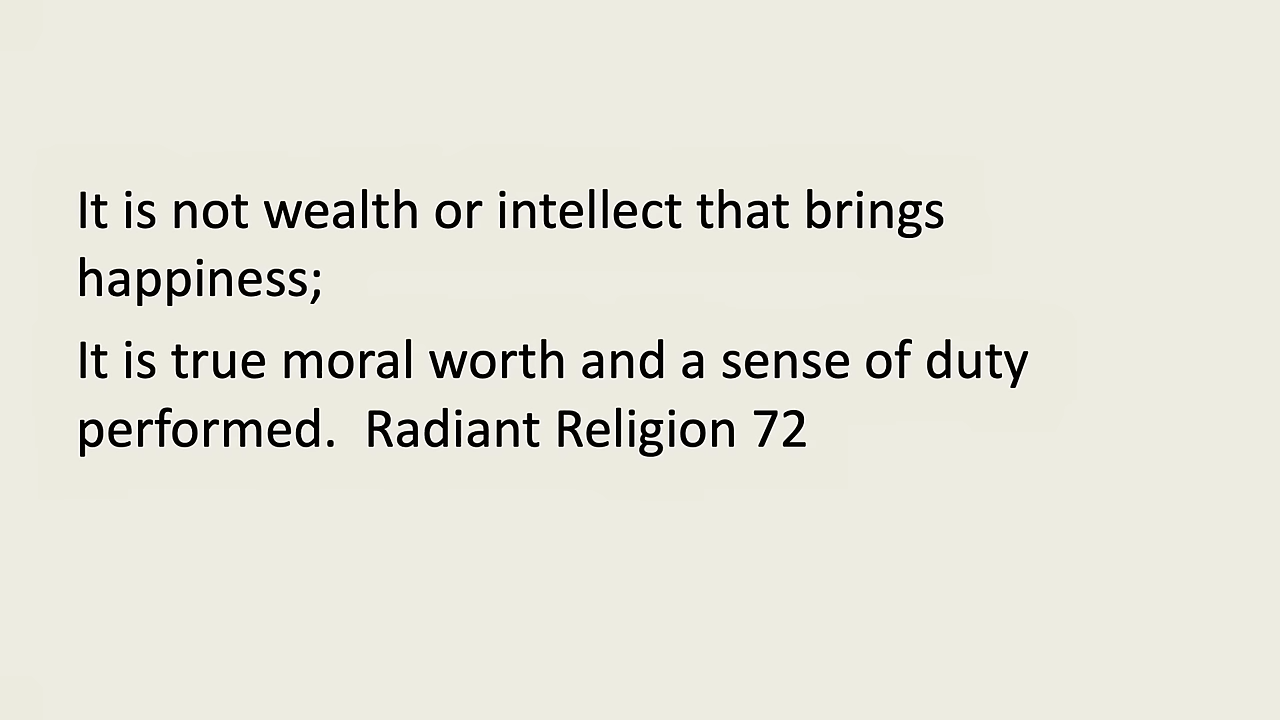 It is not wealth or intellect that brings
happiness;
It is true moral worth and a sense of duty
performed.  Radiant Religion 72